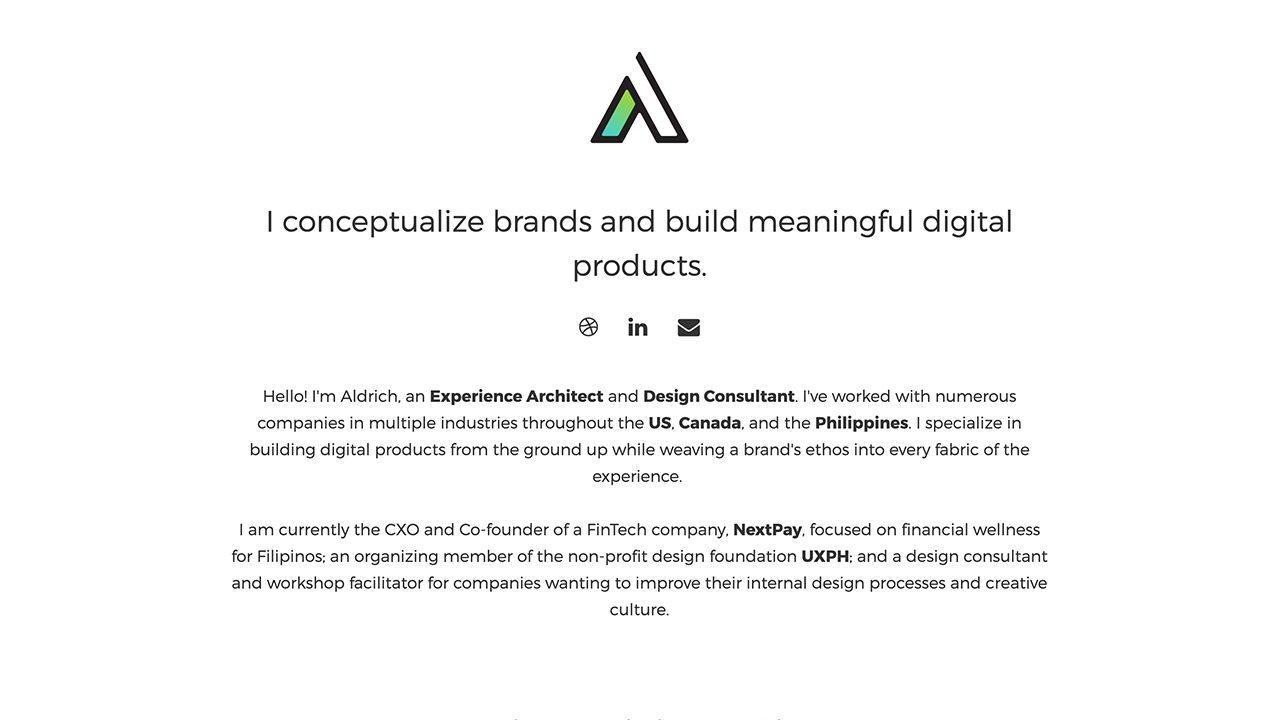 I conceptualize brands and build meaningful digital
products.
Hello! I'm Aldrich, an Experience Architect and Design Consultant. I've worked with numerous
companies in multiple industries throughout the US, Canada, and the Philippines. I specialize in
building digital products from the ground up while weaving a brand's ethos into every fabric of the
experience.
I am currently the CXO and Co-founder of a FinTech company, NextPay, focused on financial wellness
for Filipinos; an organizing member of the non-profit design foundation UXPH; and a design consultant
and workshop facilitator for companies wanting to improve their internal design processes and creative
culture.